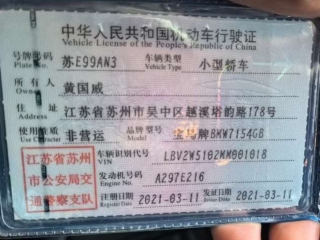 中华人民共和国机动车行驶证
Vehicle License of the People's Republic of China
号牌号码 苏E99AN3 车辆类型 小型轿车
Plate No. Vehicle Type
所有人 黄国威
Owner
住址 江苏省苏州市吴中区越溪塔韵路178号
Address
使用性质 非营运 品牌型号 宝马牌BMW7154GB
Use Character Model
江苏省苏州
市公安局交
通警察支队
车辆识别代号 LBV2W5102MM001018
VIN
发动机号码 A297E216
Engine No.
注册日期 2021-03-11 发证日期 2021-03-11
Register Date Issue Date